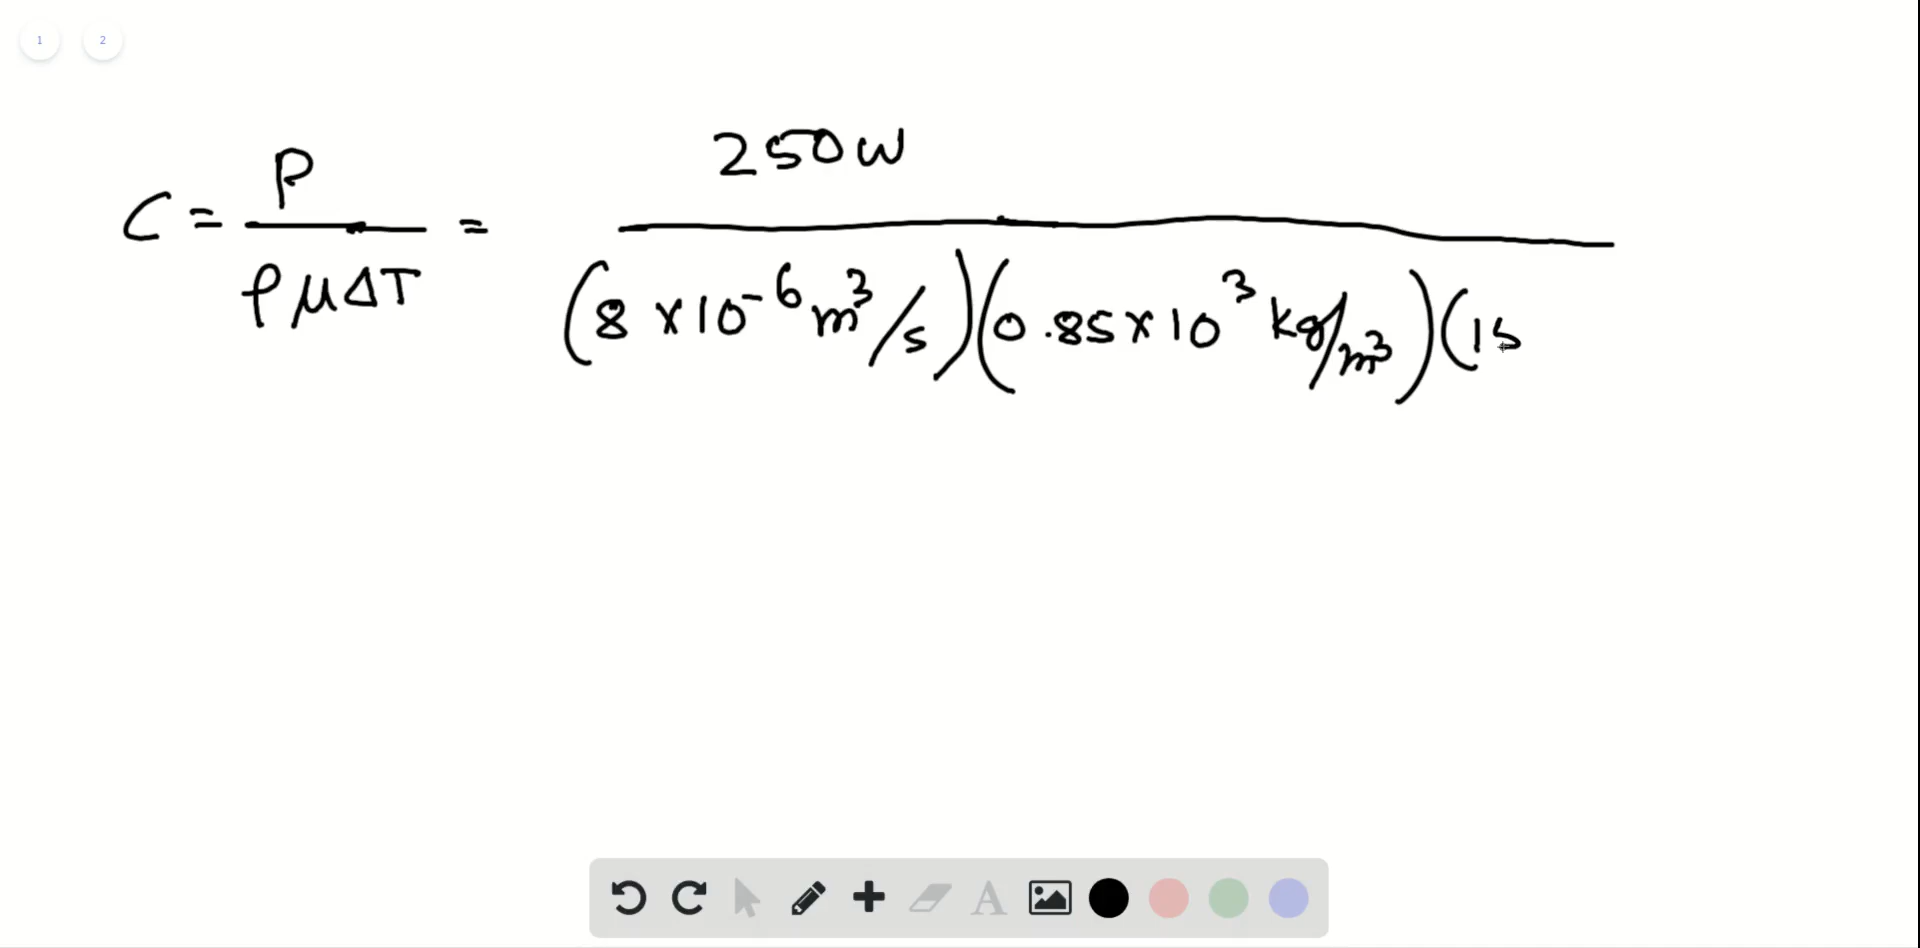 1 2
C = P / ρμΔT = 250W / (8 × 10⁻⁶ m³/s)(0.85 × 10³ kg/m³)(15
A